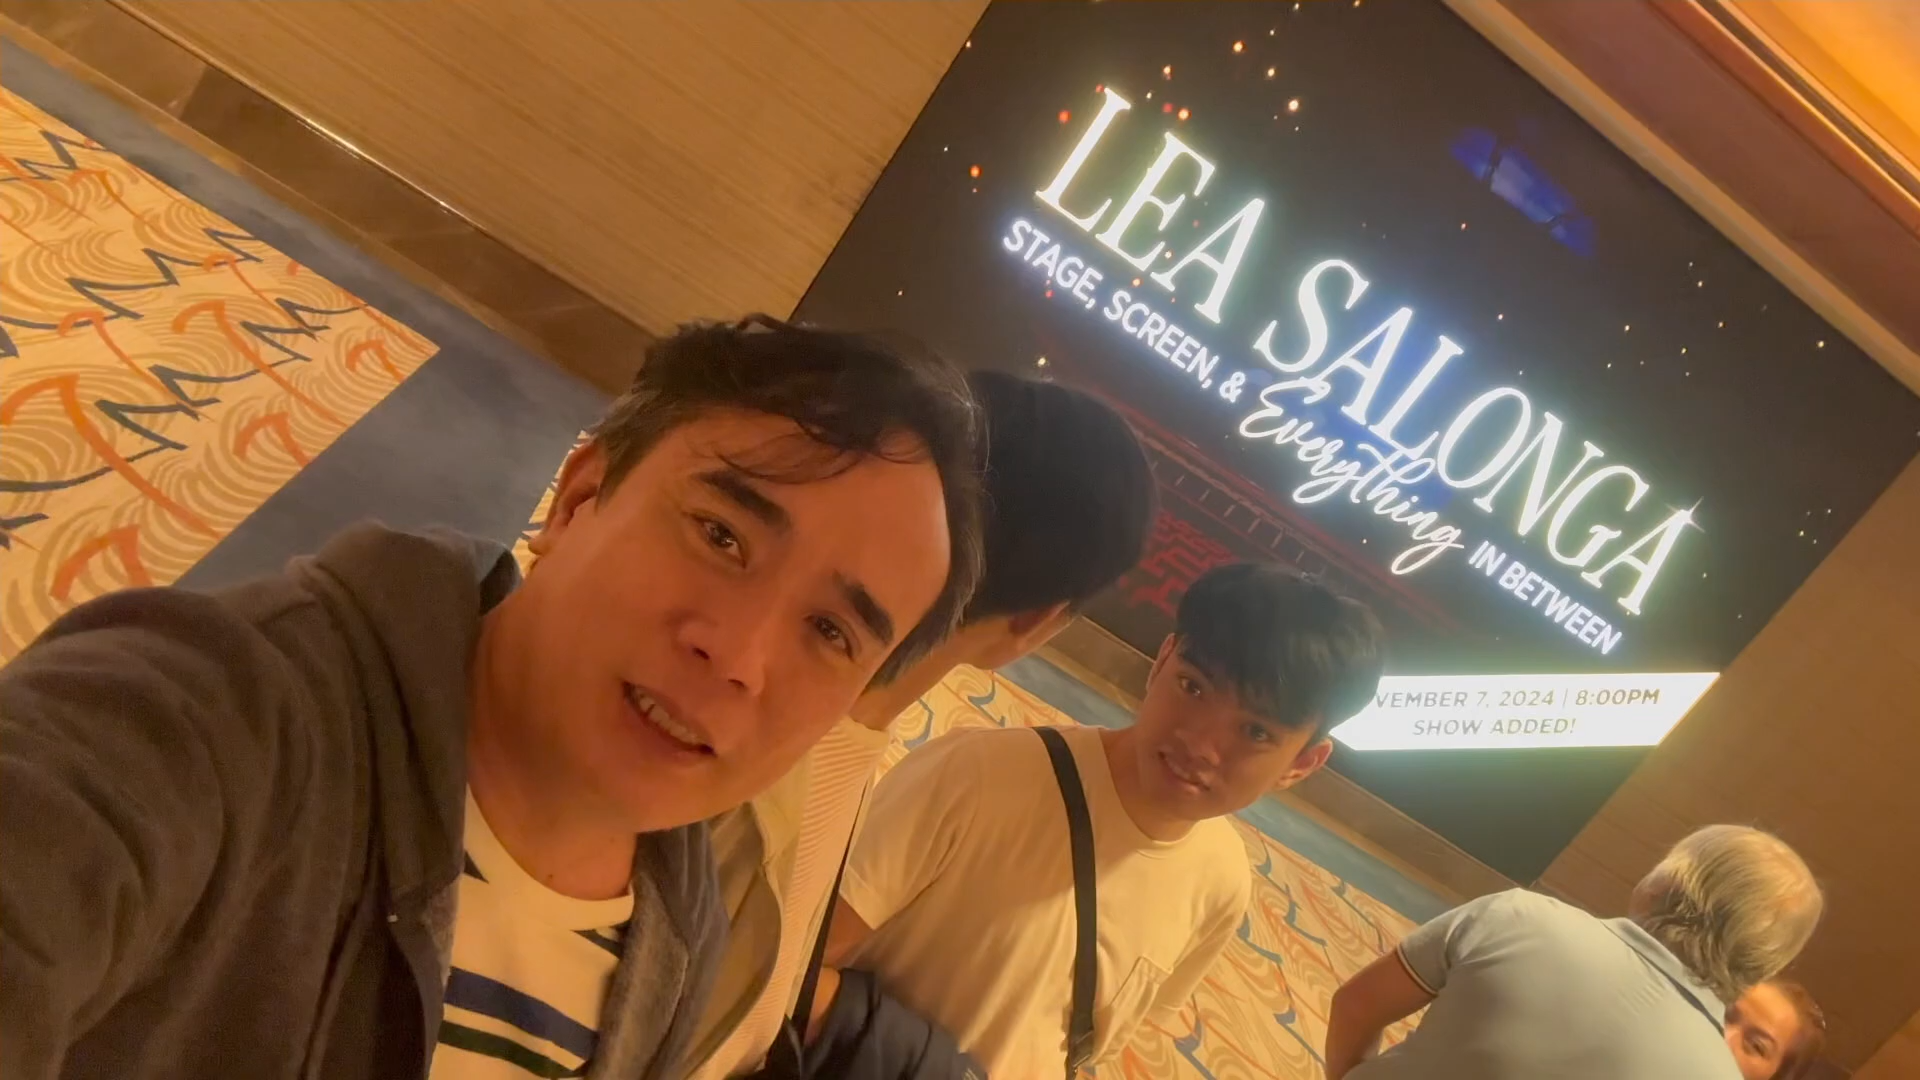 LEA SALONGA
STAGE, SCREEN, & Everything IN BETWEEN
VEMBER 7, 2024 | 8:00PM
SHOW ADDED!